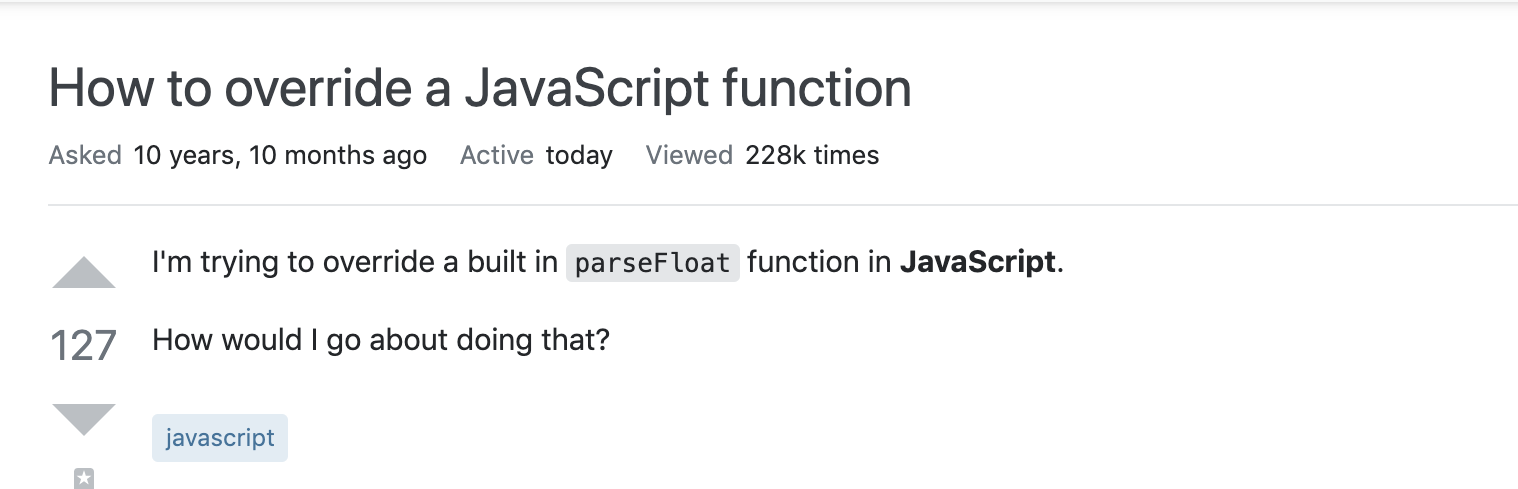 How to override a JavaScript function
Asked 10 years, 10 months ago Active today Viewed 228k times
I'm trying to override a built in parseFloat function in JavaScript.
127
How would I go about doing that?
javascript